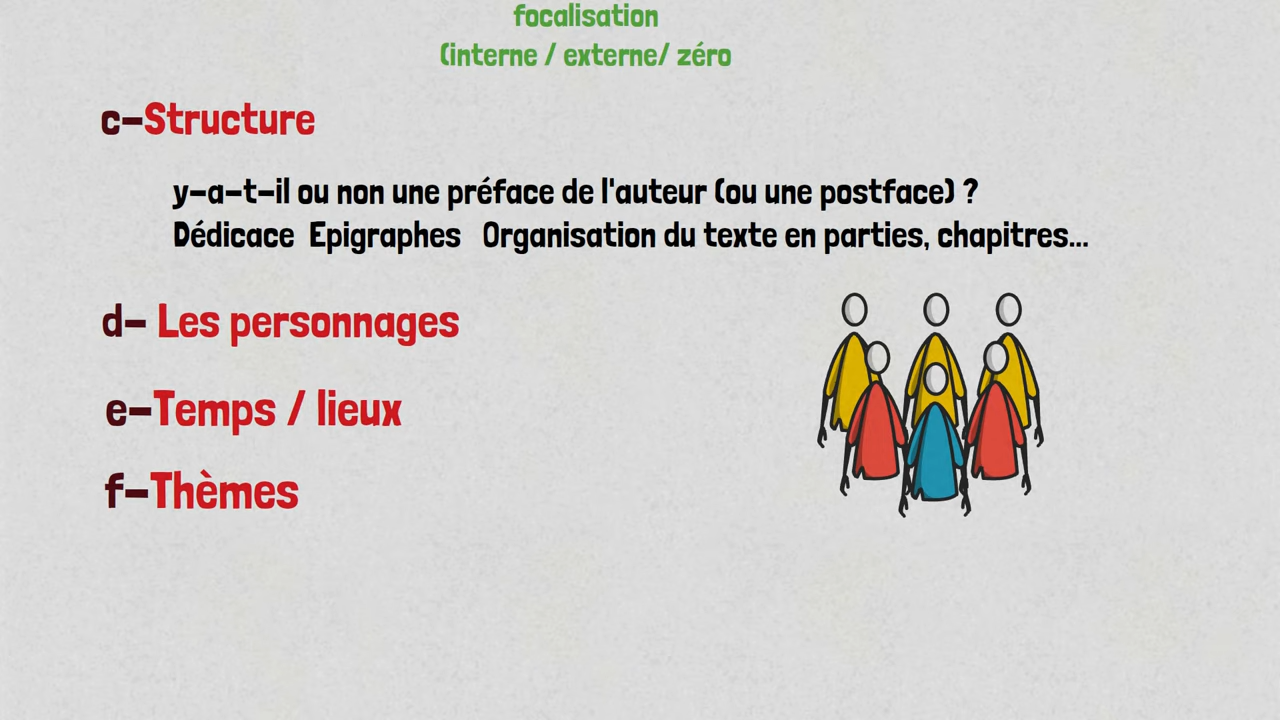 focalisation
(interne / externe/ zéro
c-Structure
y-a-t-il ou non une préface de l'auteur (ou une postface) ?
Dédicace Epigraphes Organisation du texte en parties, chapitres...
d- Les personnages
e-Temps / lieux
f-Thèmes